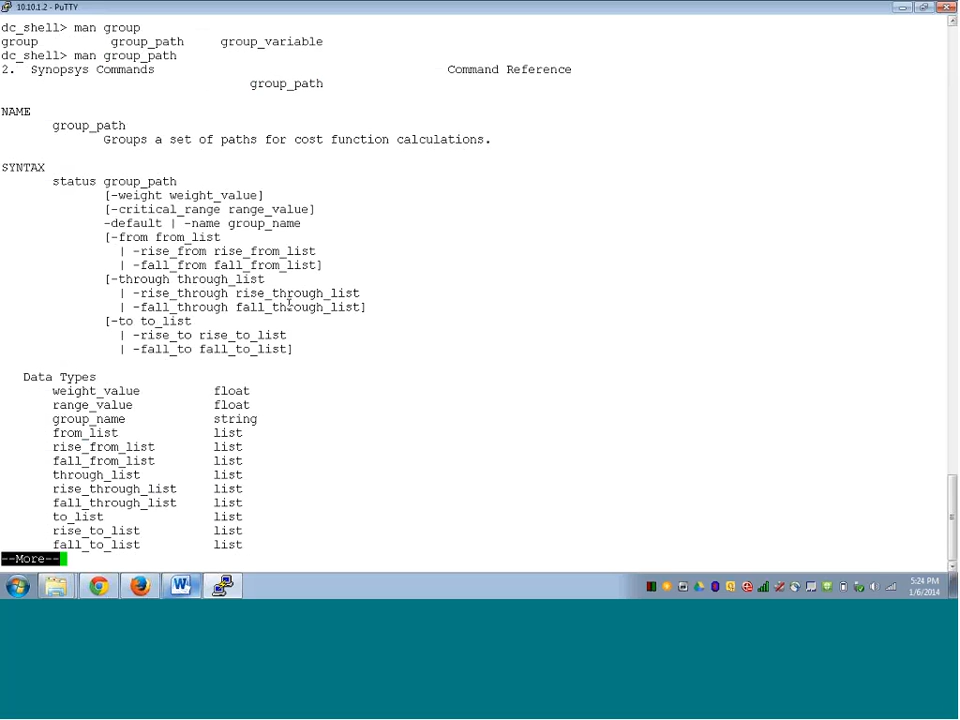 10.10.1.2 - PuTTY
dc_shell> man group
group group_path group_variable
dc_shell> man group_path
2. Synopsys Commands Command Reference
group_path
NAME
group_path
Groups a set of paths for cost function calculations.
SYNTAX
status group_path
[-weight weight_value]
[-critical_range range_value]
-default | -name group_name
[-from from_list
| -rise_from rise_from_list
| -fall_from fall_from_list]
[-through through_list
| -rise_through rise_through_list
| -fall_through fall_through_list]
[-to to_list
| -rise_to rise_to_list
| -fall_to fall_to_list]
Data Types
weight_value float
range_value float
group_name string
from_list list
rise_from_list list
fall_from_list list
through_list list
rise_through_list list
fall_through_list list
to_list list
rise_to_list list
fall_to_list list
--More--
5:24 PM
1/6/2014